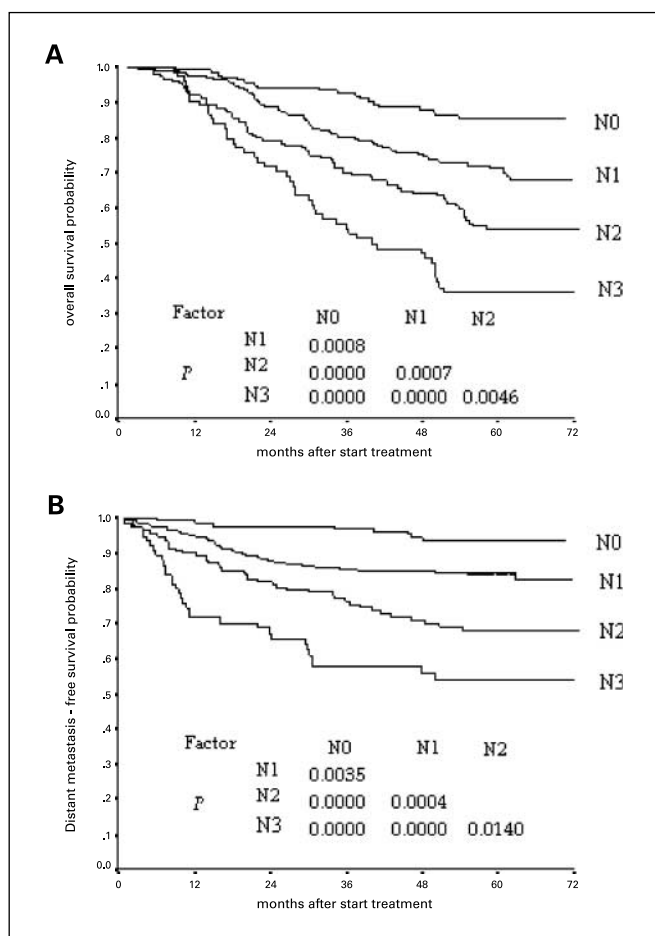 A
overall survival probability
1.0
.9
.8
.7
.6
.5
.4
.3
.2
.1
0.0
N0
N1
N2
N3
Factor N0 N1 N2
N1 0.0008
N2 0.0000 0.0007
P
N3 0.0000 0.0000 0.0046
0 12 24 36 48 60 72
months after start treatment
B
Distant metastasis - free survival probability
1.0
.9
.8
.7
.6
.5
.4
.3
.2
.1
0.0
N0
N1
N2
N3
Factor N0 N1 N2
N1 0.0035
N2 0.0000 0.0004
P
N3 0.0000 0.0000 0.0140
0 12 24 36 48 60 72
months after start treatment